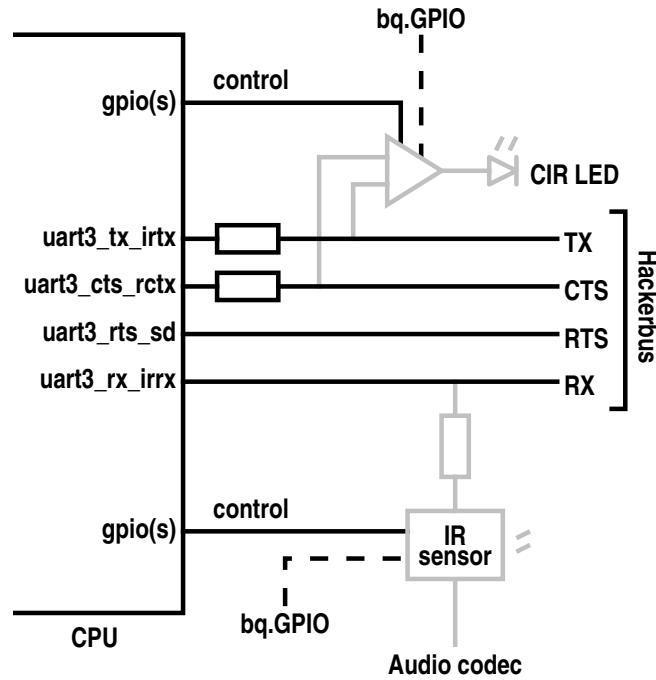 bq.GPIO
control
gpio(s)
CIR LED
uart3_tx_irtx
TX
uart3_cts_rctx
CTS
uart3_rts_sd
RTS
uart3_rx_irrx
RX
Hackerbus
control
gpio(s)
IR
sensor
bq.GPIO
CPU
Audio codec